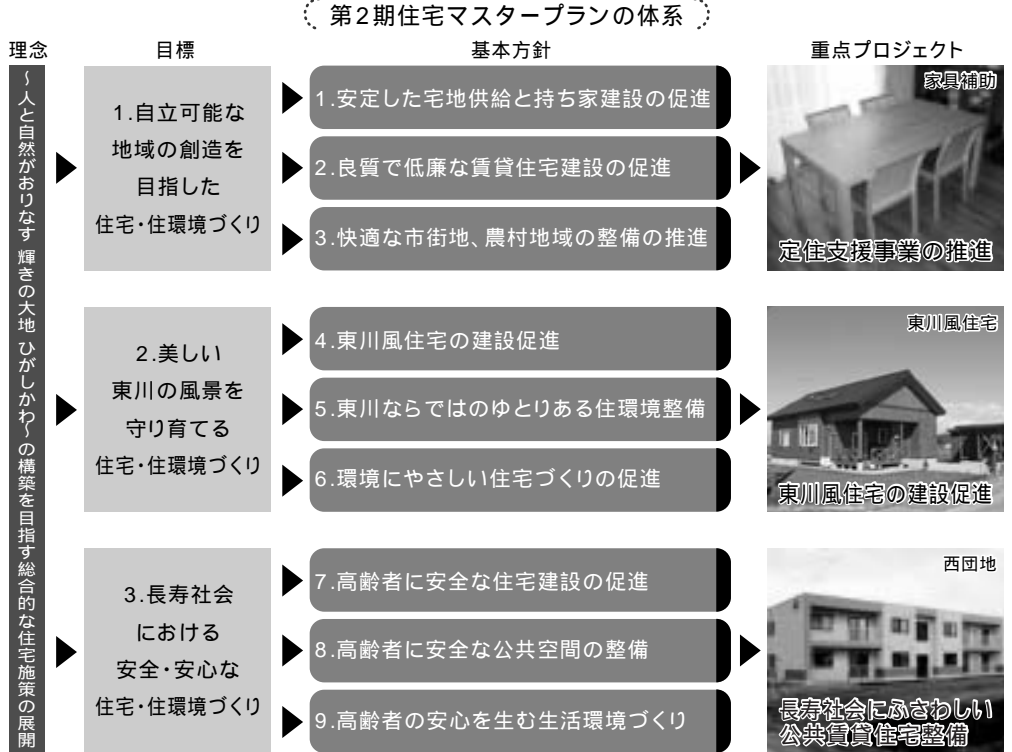 第2期住宅マスタープランの体系
理念
目標
基本方針
重点プロジェクト
～人と自然がおりなす 輝きの大地 ひがしかわ～の構築を目指す総合的な住宅施策の展開
1.自立可能な
地域の創造を
目指した
住宅・住環境づくり
1.安定した宅地供給と持ち家建設の促進
2.良質で低廉な賃貸住宅建設の促進
3.快適な市街地、農村地域の整備の推進
家具補助
定住支援事業の推進
2.美しい
東川の風景を
守り育てる
住宅・住環境づくり
4.東川風住宅の建設促進
5.東川ならではのゆとりある住環境整備
6.環境にやさしい住宅づくりの促進
東川風住宅
東川風住宅の建設促進
3.長寿社会
における
安全・安心な
住宅・住環境づくり
7.高齢者に安全な住宅建設の促進
8.高齢者に安全な公共空間の整備
9.高齢者の安心を生む生活環境づくり
西団地
長寿社会にふさわしい
公共賃貸住宅整備